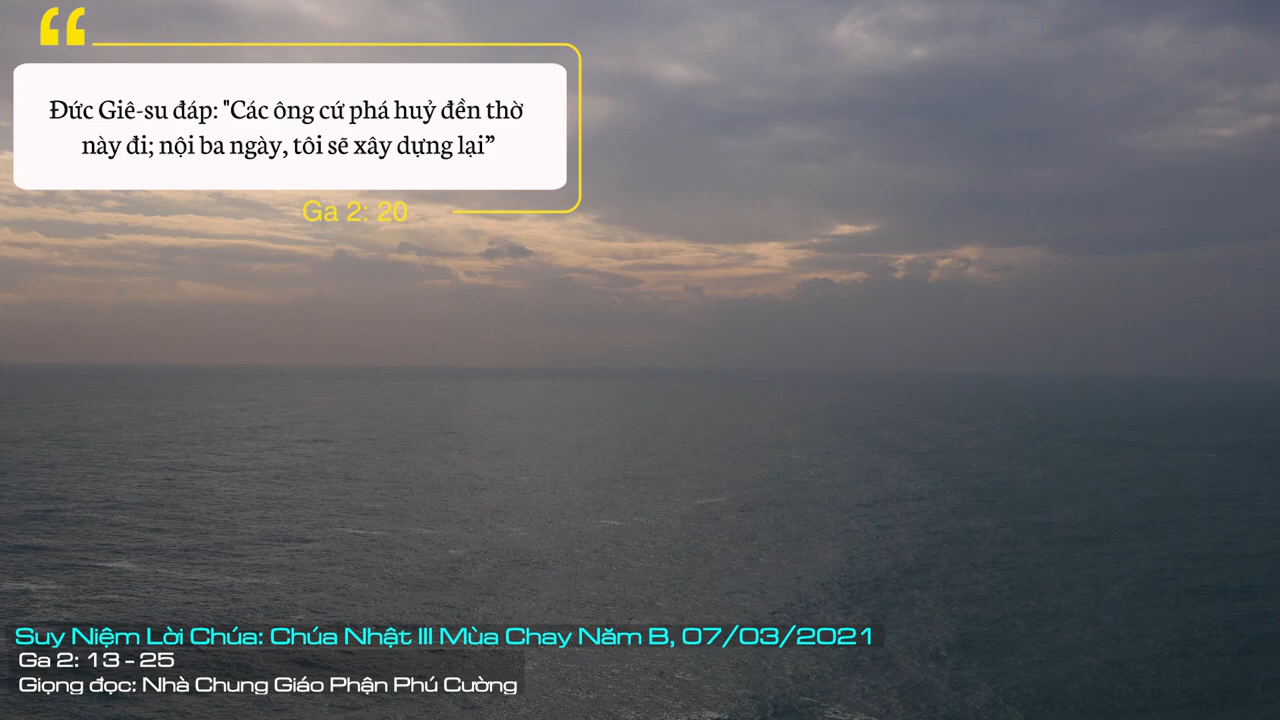 Đức Giê-su đáp: "Các ông cứ phá huỷ đền thờ
này đi; nội ba ngày, tôi sẽ xây dựng lại”
Ga 2: 20
Suy Niệm Lời Chúa: Chúa Nhật III Mùa Chay Năm B, 07/03/2021
Ga 2: 13 - 25
Giọng đọc: Nhà Chung Giáo Phận Phú Cường